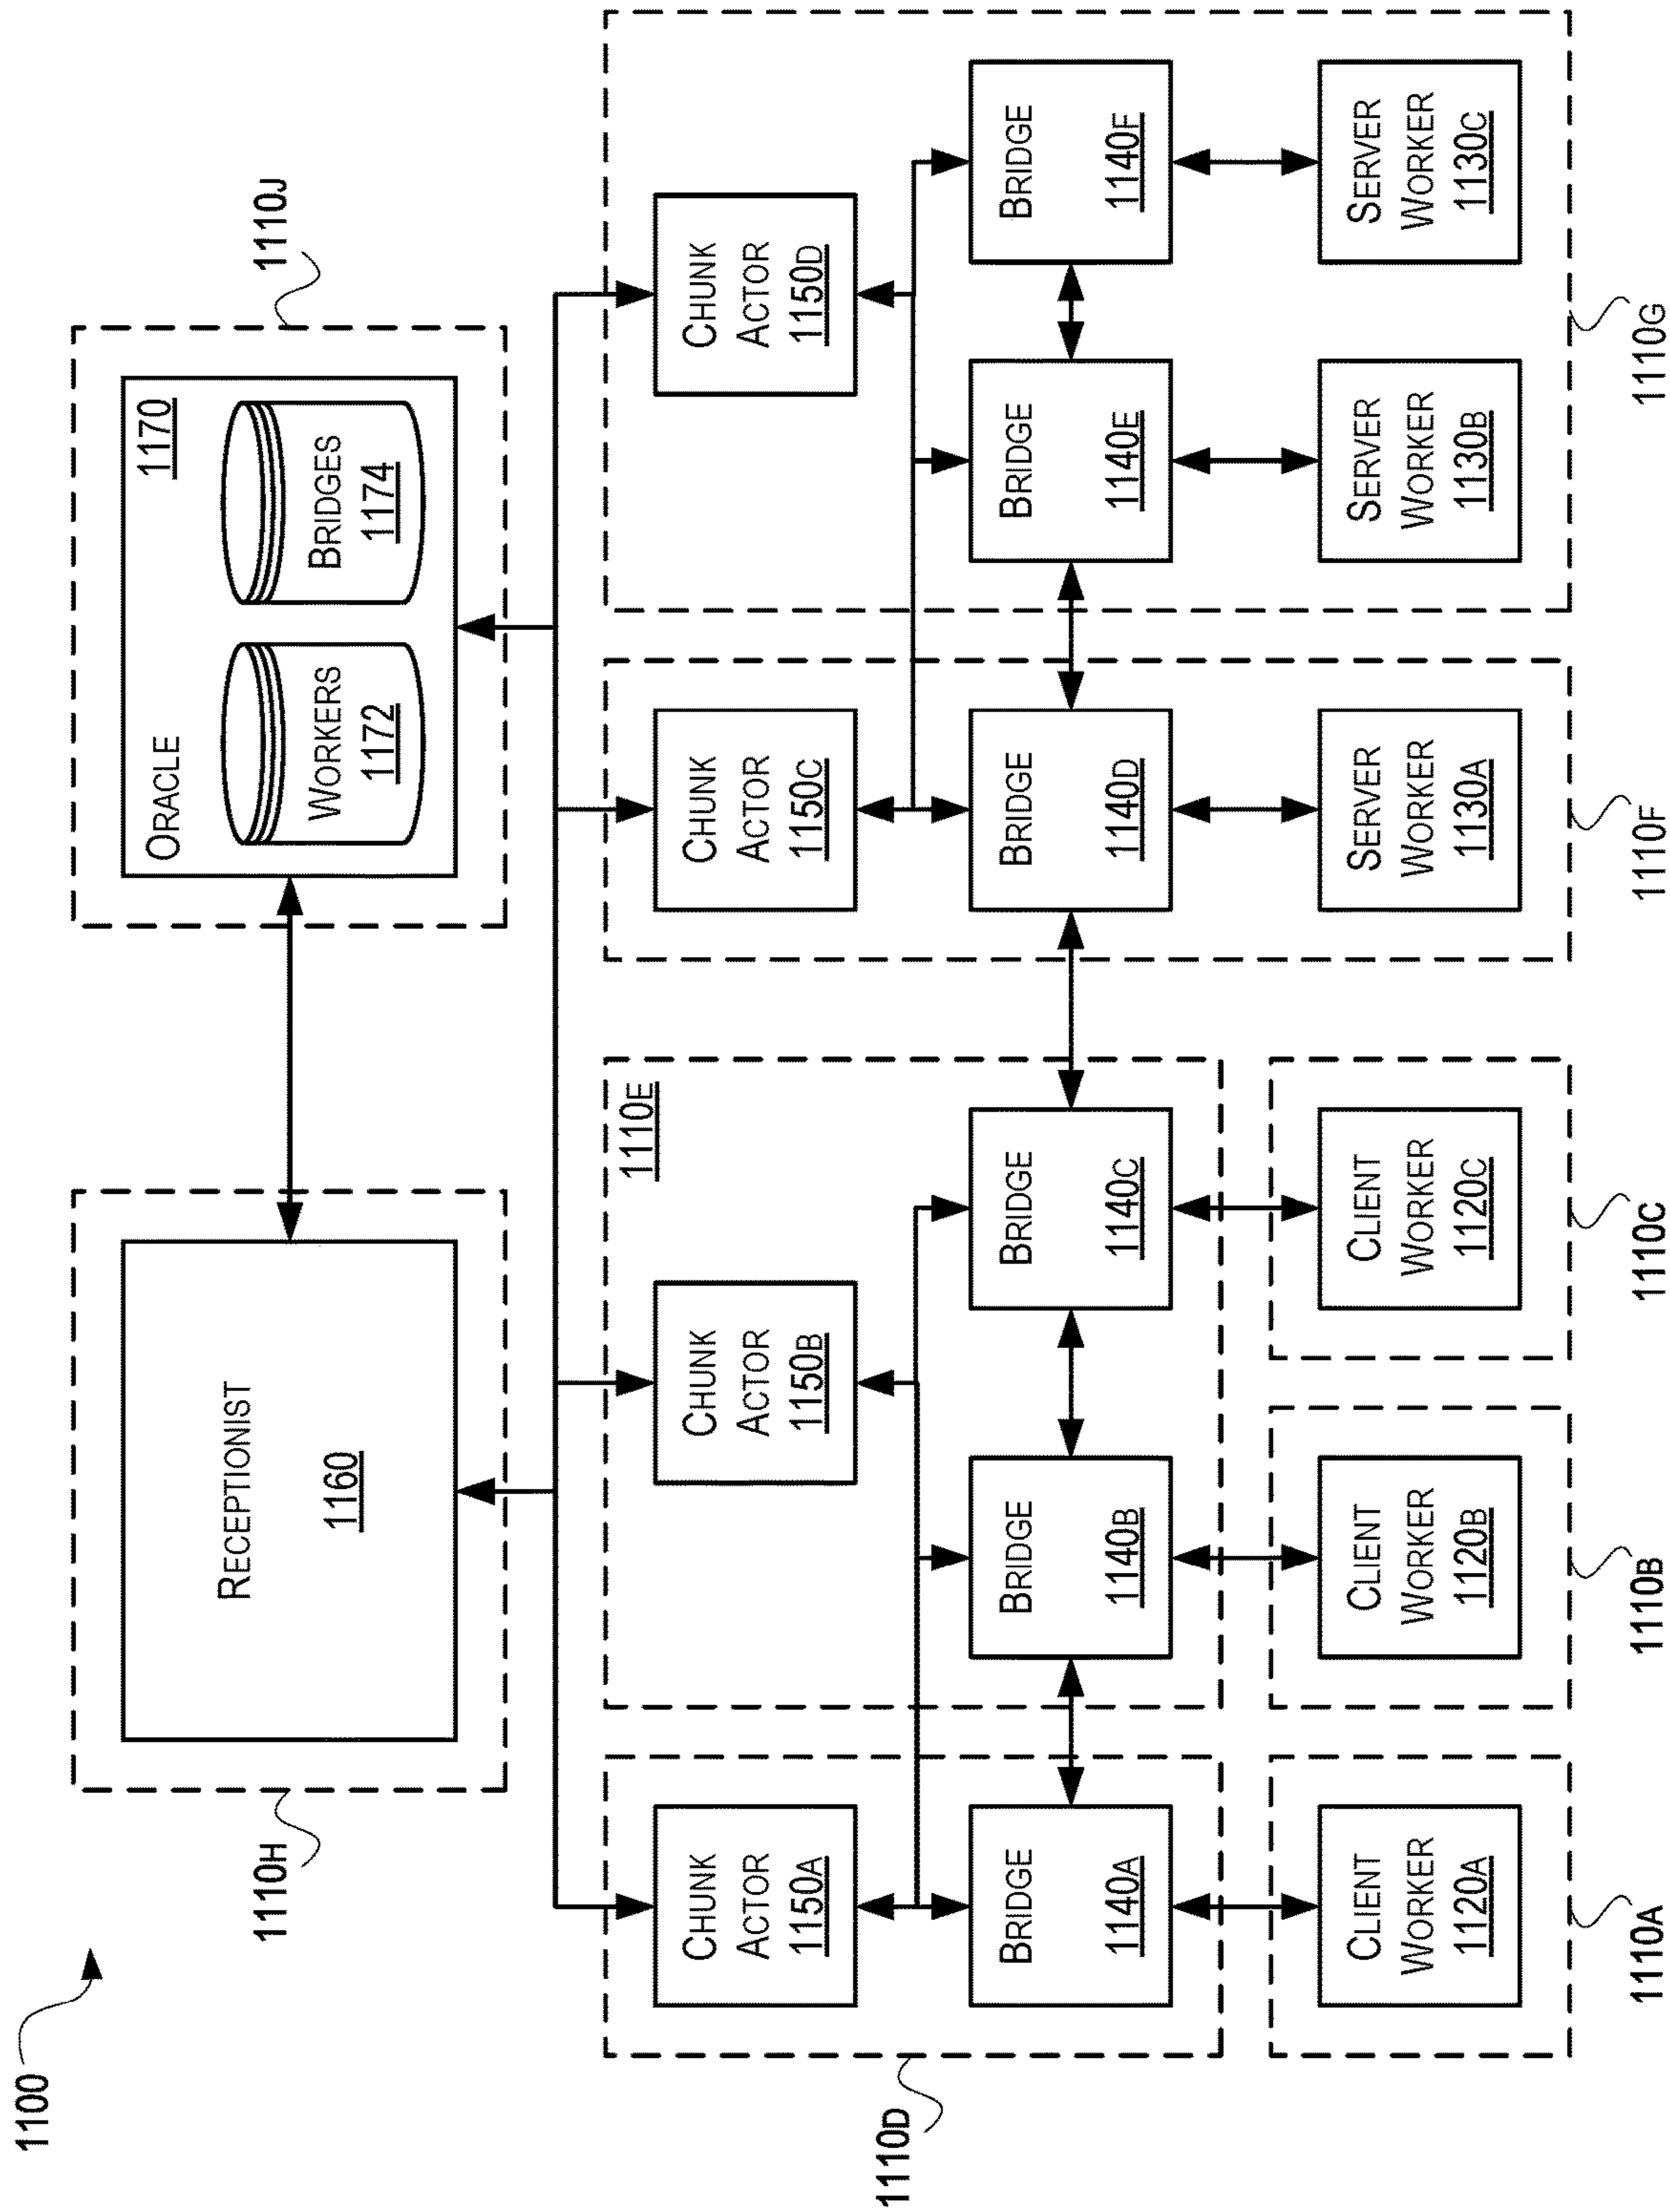 1100
1110H
RECEPTIONIST
1160
1110J
ORACLE
1170
WORKERS
1172
BRIDGES
1174
1110D
CHUNK
ACTOR
1150A
1110E
CHUNK
ACTOR
1150B
CHUNK
ACTOR
1150C
CHUNK
ACTOR
1150D
BRIDGE
1140A
BRIDGE
1140B
BRIDGE
1140C
BRIDGE
1140D
BRIDGE
1140E
BRIDGE
1140F
CLIENT
WORKER
1120A
CLIENT
WORKER
1120B
CLIENT
WORKER
1120C
SERVER
WORKER
1130A
SERVER
WORKER
1130B
SERVER
WORKER
1130C
1110A
1110B
1110C
1110F
1110G